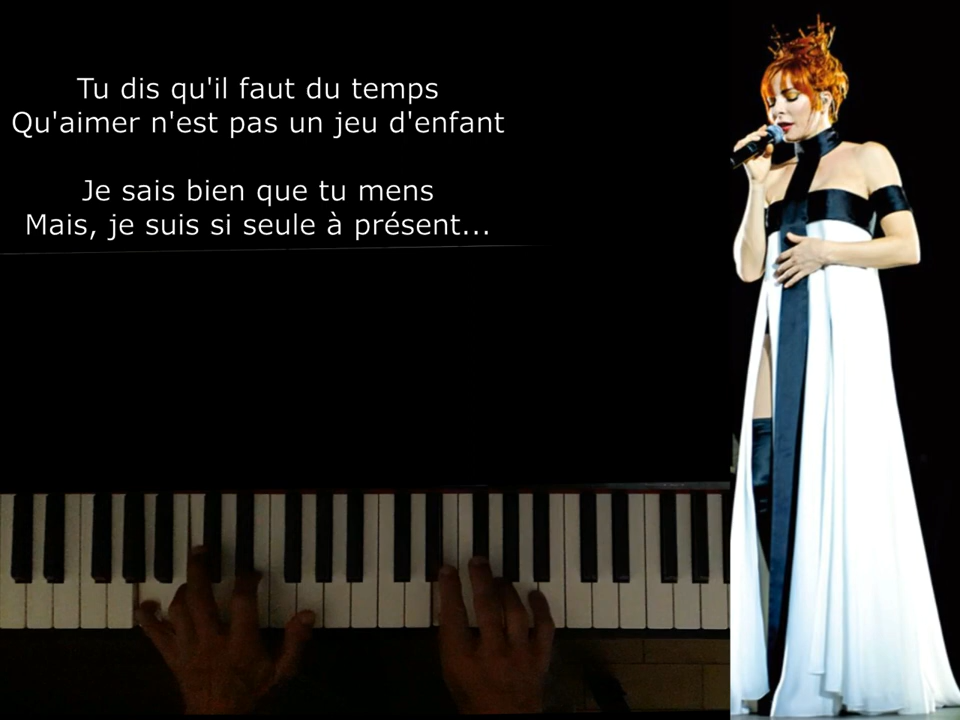 Tu dis qu'il faut du temps
Qu'aimer n'est pas un jeu d'enfant
Je sais bien que tu mens
Mais, je suis si seule à présent...